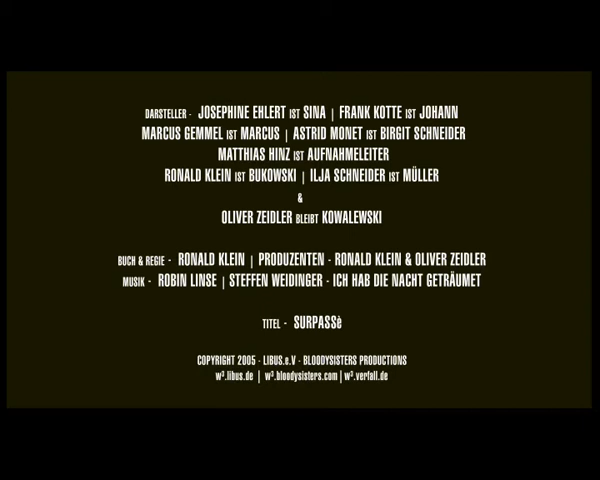 DARSTELLER - JOSEPHINE EHLERT IST SINA | FRANK KOTTE IST JOHANN
MARCUS GEMMEL IST MARCUS | ASTRID MONET IST BIRGIT SCHNEIDER
MATTHIAS HINZ IST AUFNAHMELEITER
RONALD KLEIN IST BUKOWSKI | ILJA SCHNEIDER IST MÜLLER
&
OLIVER ZEIDLER BLEIBT KOWALEWSKI
BUCH & REGIE - RONALD KLEIN | PRODUZENTEN - RONALD KLEIN & OLIVER ZEIDLER
MUSIK - ROBIN LINSE | STEFFEN WEIDINGER - ICH HAB DIE NACHT GETRÄUMET
TITEL - SURPASSè
COPYRIGHT 2005 - LIBUS.e.V - BLOODYSISTERS PRODUCTIONS
w³.libus.de | w³.bloodysisters.com | w³.verfall.de